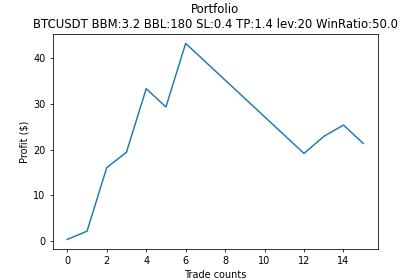 Portfolio
BTCUSDT BBM:3.2 BBL:180 SL:0.4 TP:1.4 lev:20 WinRatio:50.0
40
30
20
10
0
Profit ($)
0 2 4 6 8 10 12 14
Trade counts